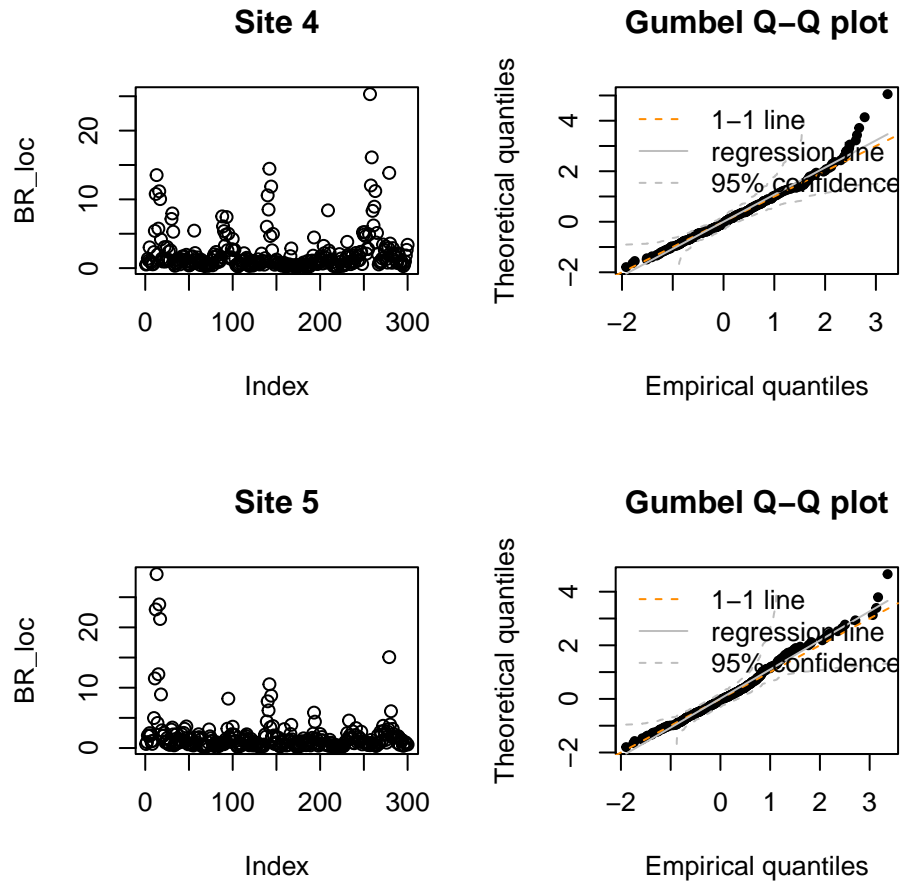 Site 4
BR_loc
0 10 20
0 100 200 300
Index
Gumbel Q−Q plot
Theoretical quantiles
−2 0 2 4
1−1 line
regression line
95% confidence
−2 0 1 2 3
Empirical quantiles
Site 5
BR_loc
0 10 20
0 100 200 300
Index
Gumbel Q−Q plot
Theoretical quantiles
−2 0 2 4
1−1 line
regression line
95% confidence
−2 0 1 2 3
Empirical quantiles